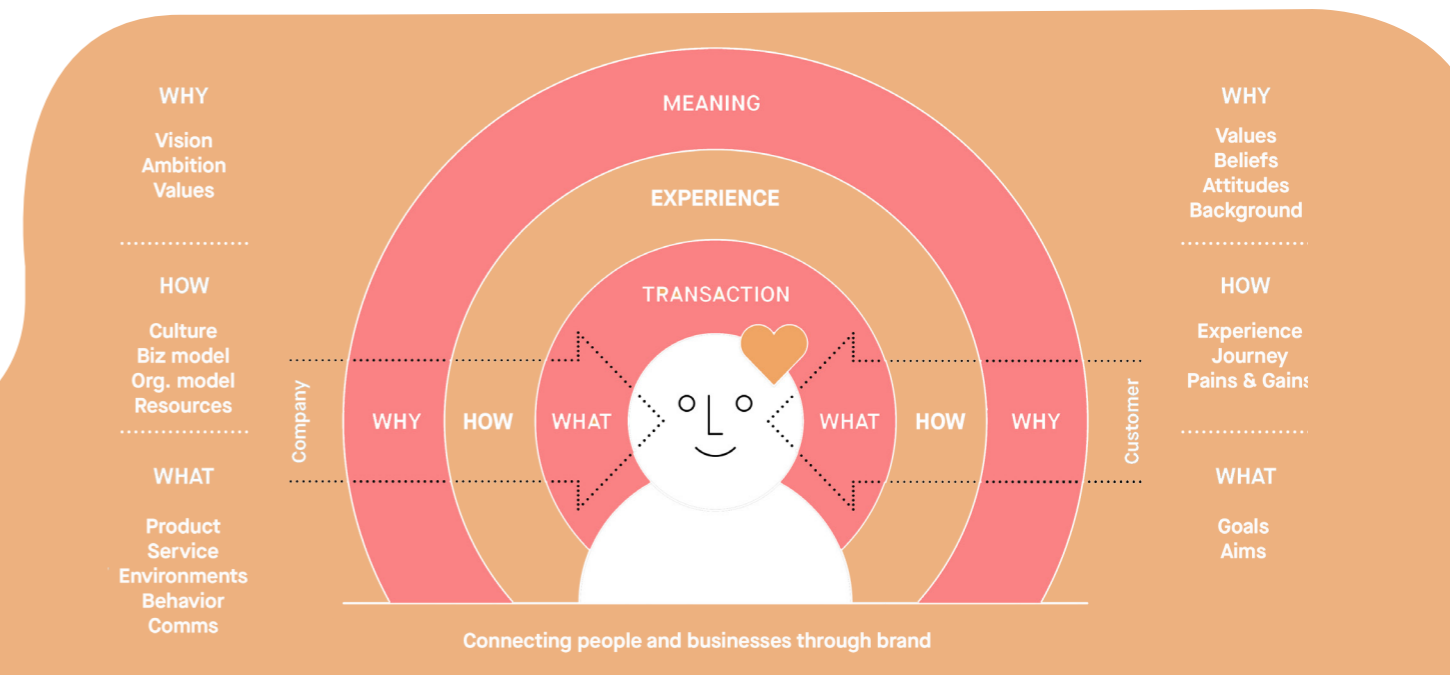 WHY
Vision
Ambition
Values
HOW
Culture
Biz model
Org. model
Resources
WHAT
Product
Service
Environments
Behavior
Comms
Company
MEANING
EXPERIENCE
TRANSACTION
WHY HOW WHAT WHAT HOW WHY
Customer
WHY
Values
Beliefs
Attitudes
Background
HOW
Experience
Journey
Pains & Gains
WHAT
Goals
Aims
Connecting people and businesses through brand